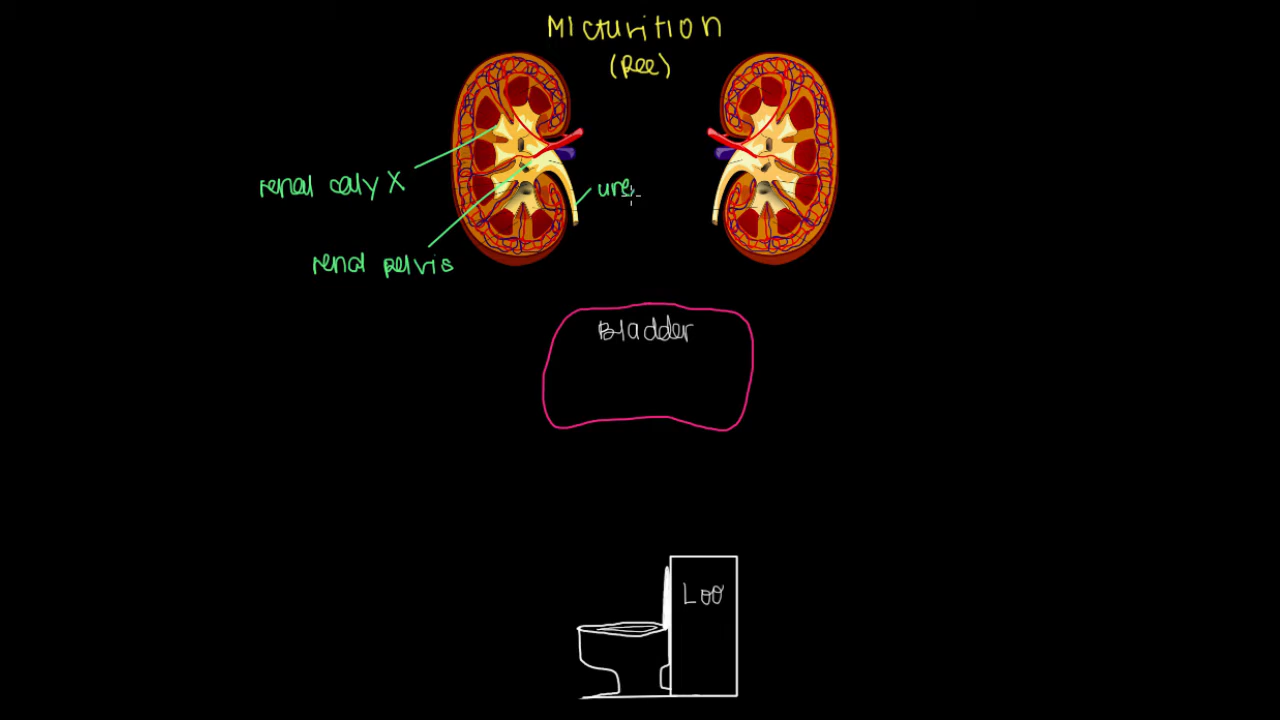 Micturition
(Pee)
renal calyx
ure
renal pelvis
Bladder
Loo